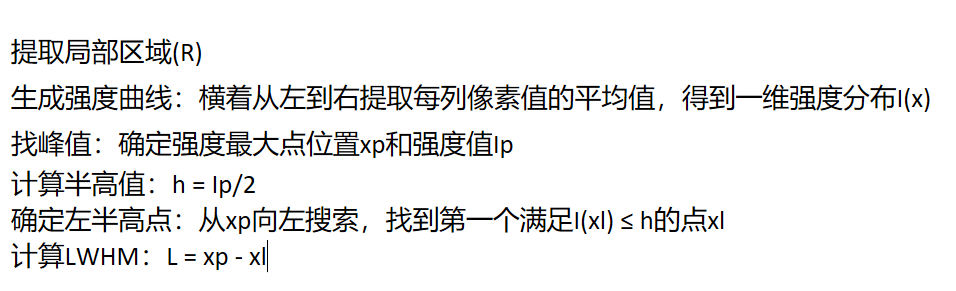 提取局部区域(R)
生成强度曲线：横着从左到右提取每列像素值的平均值，得到一维强度分布I(x)
找峰值：确定强度最大点位置xp和强度值Ip
计算半高值：h = Ip/2
确定左半高点：从xp向左搜索，找到第一个满足I(xl) ≤ h的点xl
计算LWHM：L = xp - xl